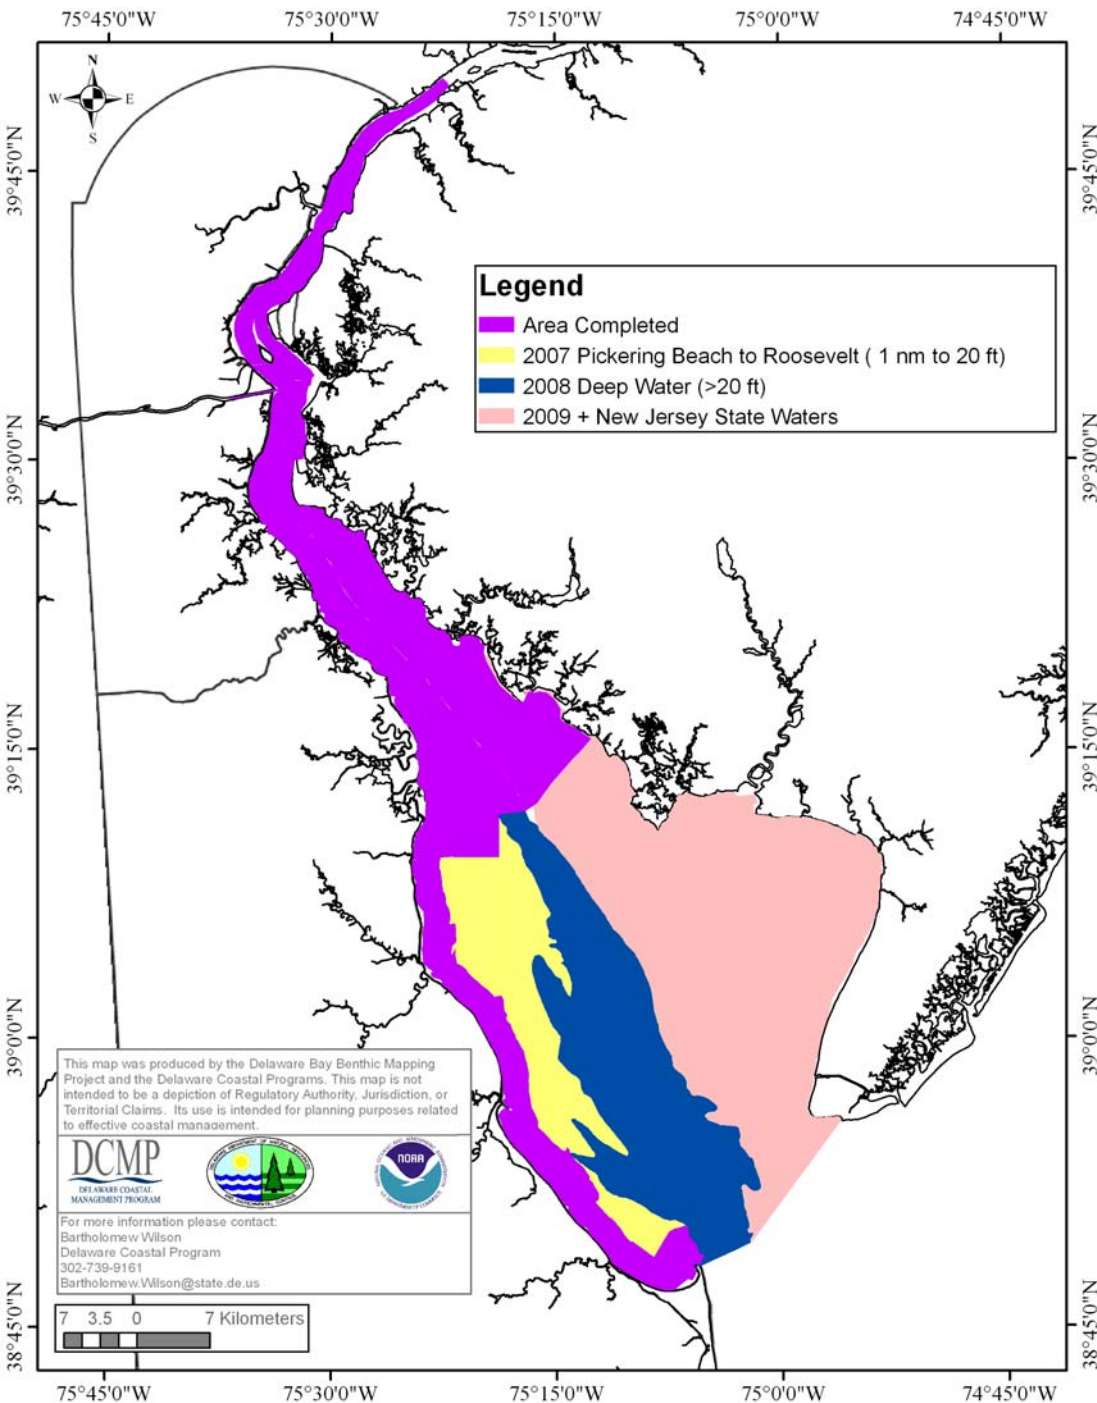 75°45'0"W 75°30'0"W 75°15'0"W 75°0'0"W 74°45'0"W
N
W E
S
39°45'0"N
39°45'0"N
Legend
Area Completed
2007 Pickering Beach to Roosevelt ( 1 nm to 20 ft)
2008 Deep Water (>20 ft)
2009 + New Jersey State Waters
39°30'0"N
39°30'0"N
39°15'0"N
39°15'0"N
39°0'0"N
39°0'0"N
This map was produced by the Delaware Bay Benthic Mapping
Project and the Delaware Coastal Programs. This map is not
intended to be a depiction of Regulatory Authority, Jurisdiction, or
Territorial Claims. Its use is intended for planning purposes related
to effective coastal management.
DCMP
DELAWARE COASTAL
MANAGEMENT PROGRAM
NOAA
For more information please contact:
Bartholomew Wilson
Delaware Coastal Program
302-739-9161
Bartholomew.Wilson@state.de.us
7 3.5 0 7 Kilometers
38°45'0"N
38°45'0"N
75°45'0"W 75°30'0"W 75°15'0"W 75°0'0"W 74°45'0"W